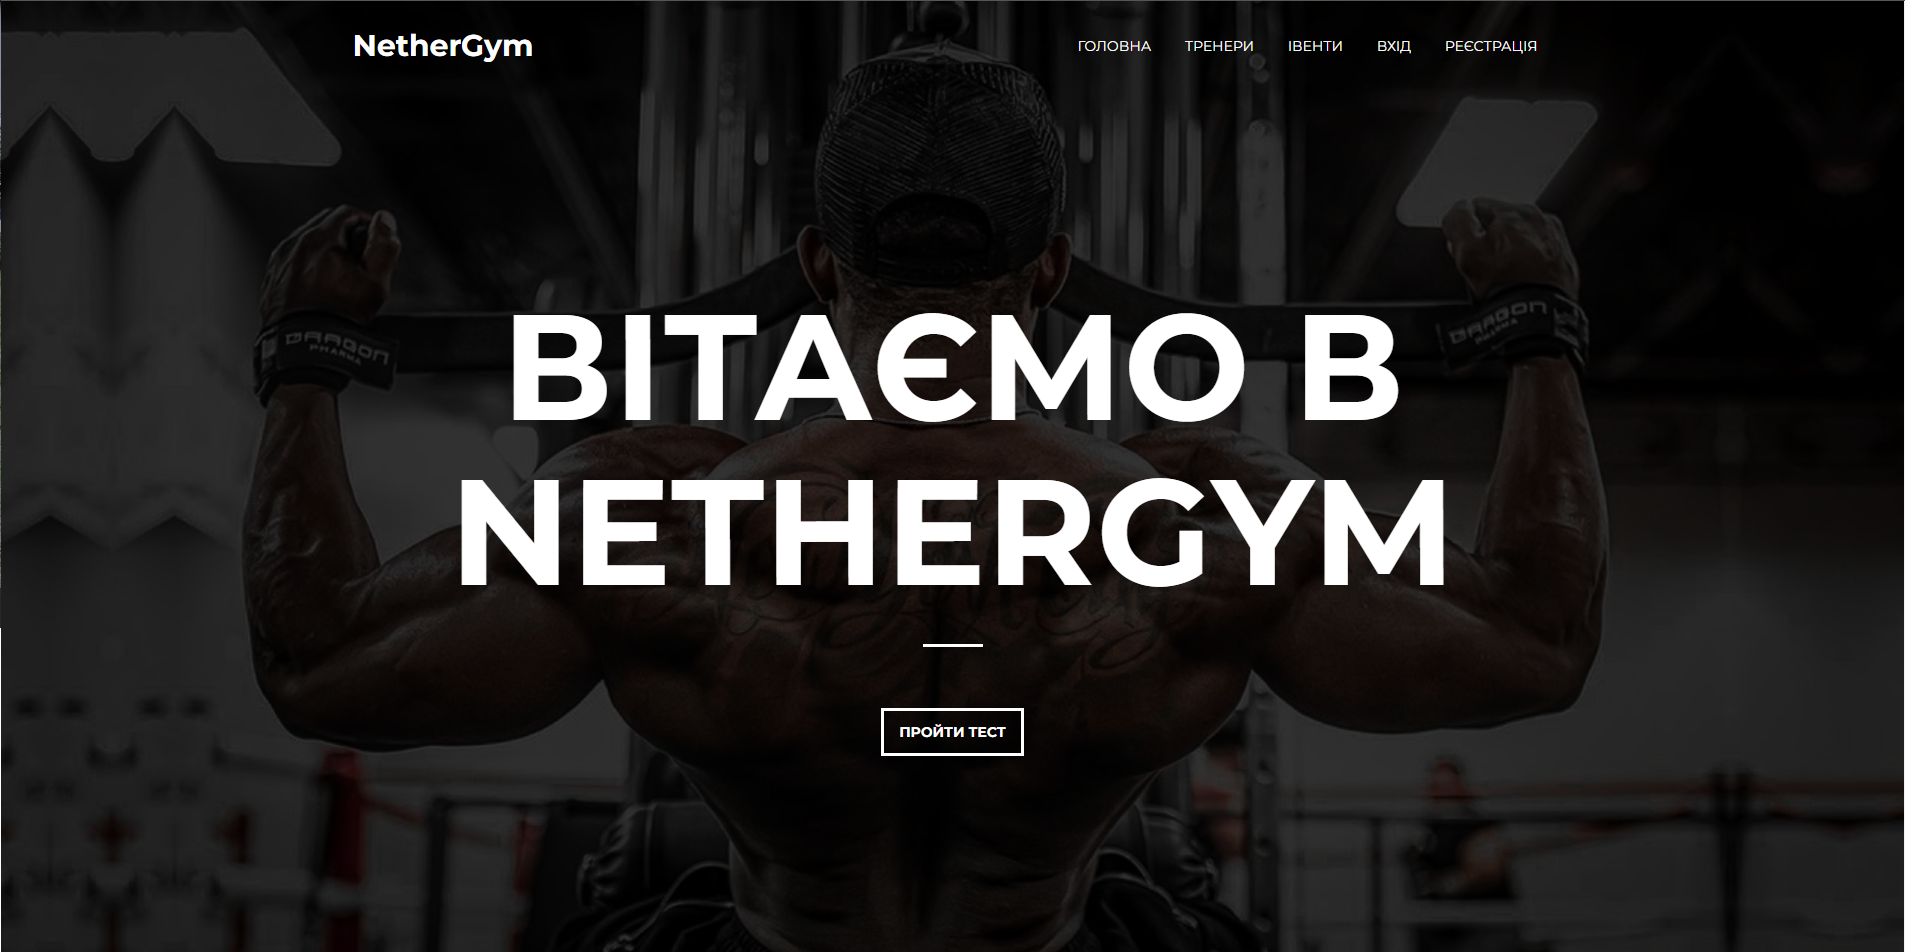 NetherGym
ГОЛОВНА ТРЕНЕРИ ІВЕНТИ ВХІД РЕЄСТРАЦІЯ
DRAGON
PHARMA
DRAGON
PHARMA
ВІТАЄМО В
NETHERGYM
ПРОЙТИ ТЕСТ